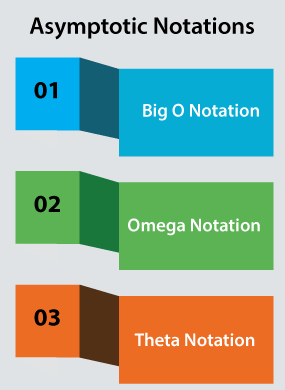 Asymptotic Notations
01
Big O Notation
02
Omega Notation
03
Theta Notation